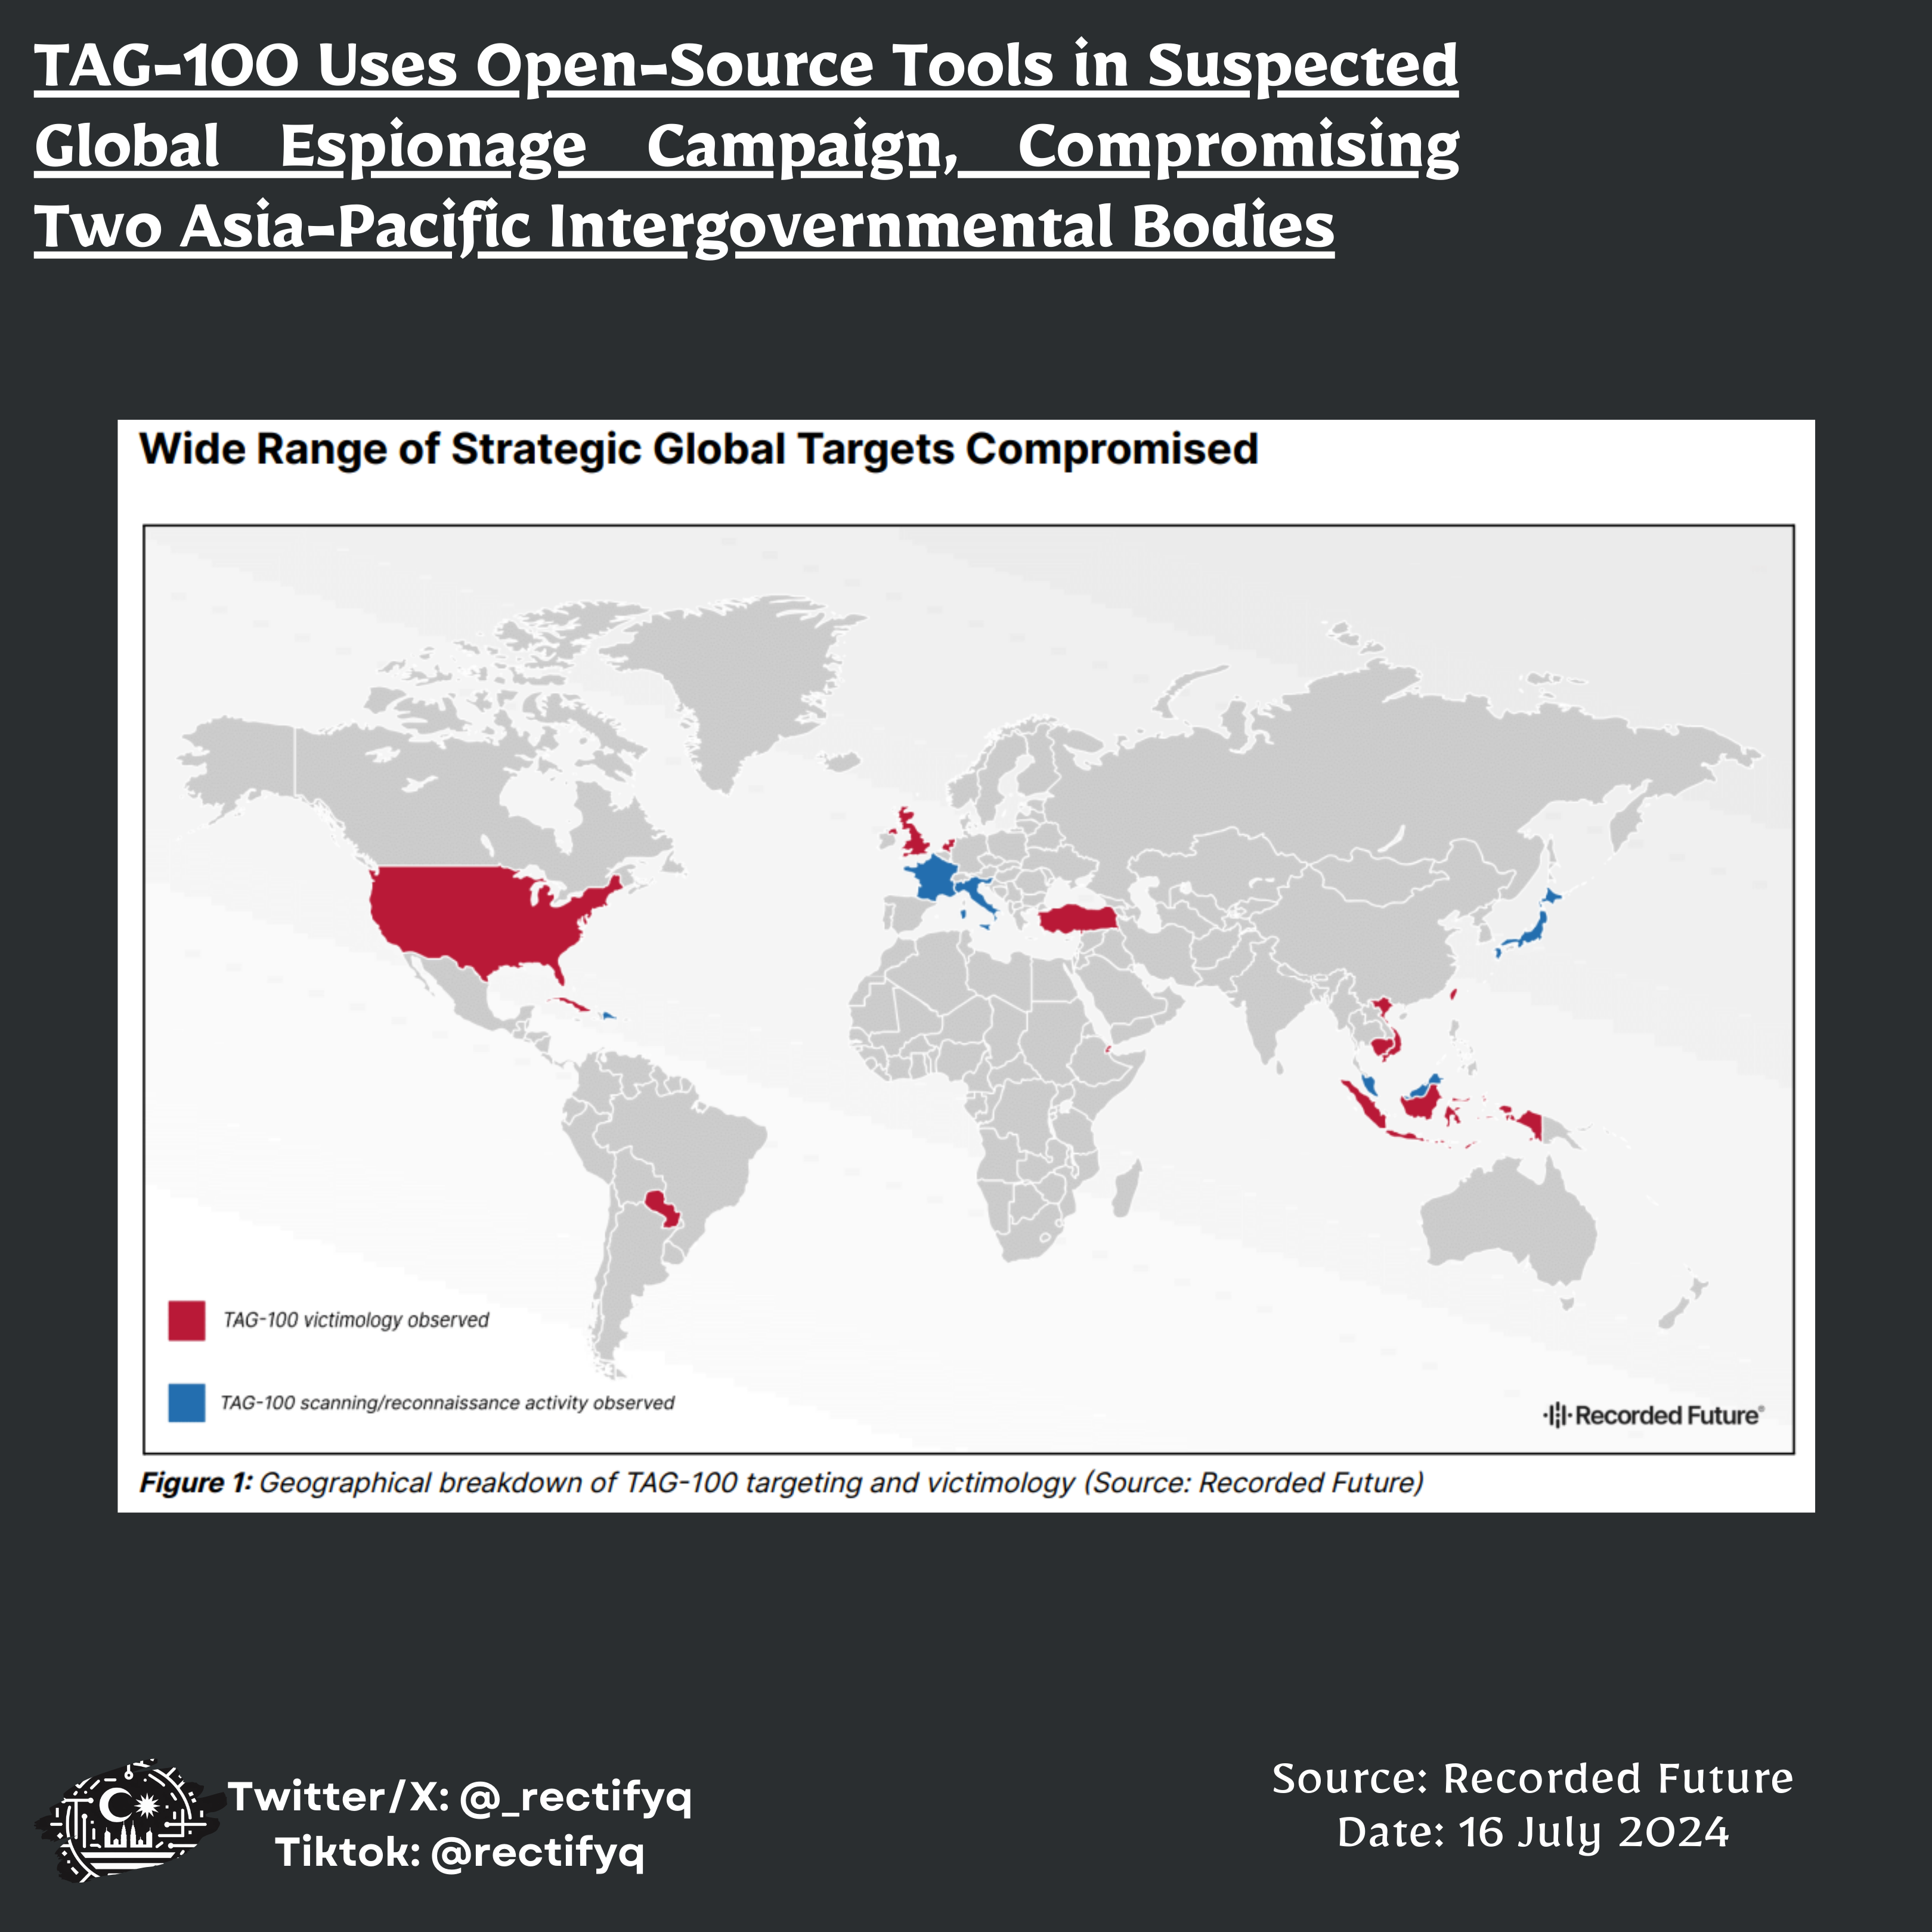 TAG-100 Uses Open-Source Tools in Suspected
Global Espionage Campaign, Compromising
Two Asia-Pacific Intergovernmental Bodies
Wide Range of Strategic Global Targets Compromised
TAG-100 victimology observed
TAG-100 scanning/reconnaissance activity observed
Recorded Future®
Figure 1: Geographical breakdown of TAG-100 targeting and victimology (Source: Recorded Future)
Twitter/X: @_rectifyq
Tiktok: @rectifyq
Source: Recorded Future
Date: 16 July 2024